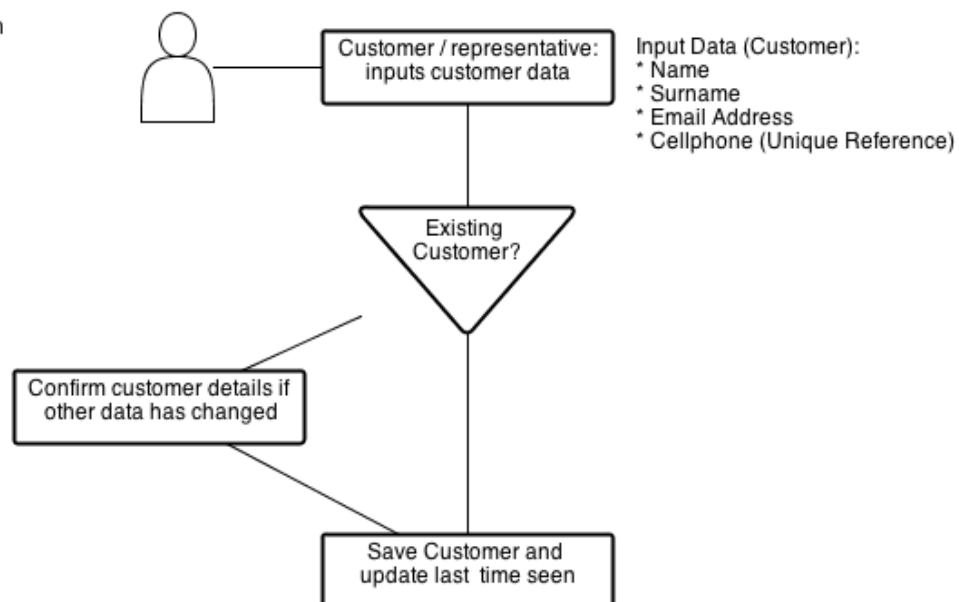 Customer / representative:
inputs customer data
Input Data (Customer):
* Name
* Surname
* Email Address
* Cellphone (Unique Reference)
Existing
Customer?
Confirm customer details if
other data has changed
Save Customer and
update last time seen